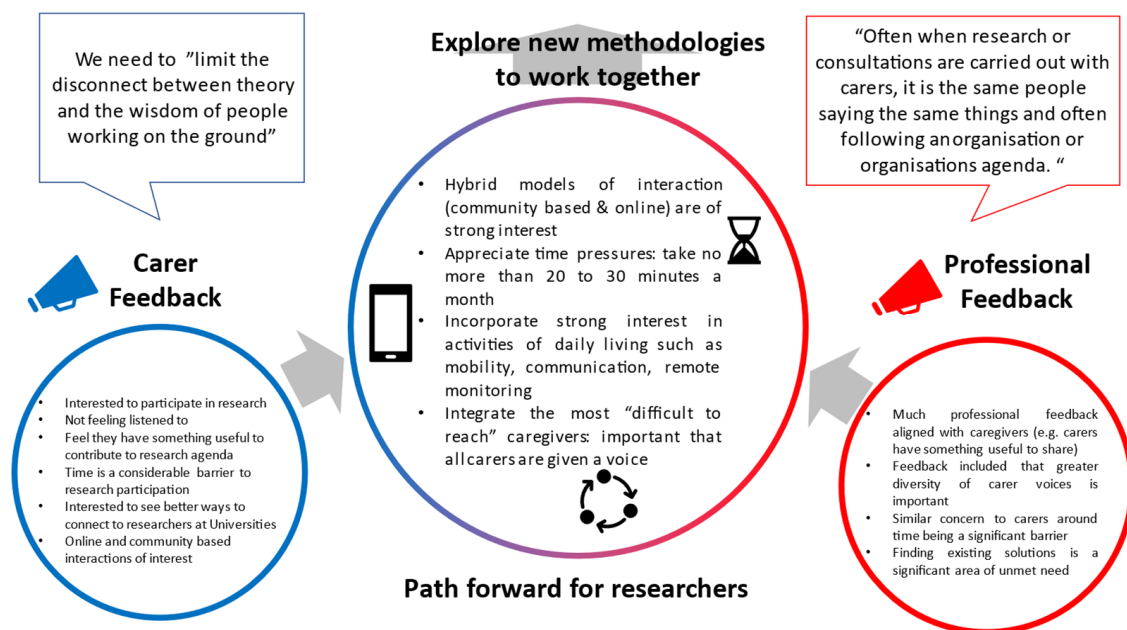 We need to ”limit the
disconnect between theory
and the wisdom of people
working on the ground”
Explore new methodologies
to work together
“Often when research or
consultations are carried out with
carers, it is the same people
saying the same things and often
following anorganisation or
organisations agenda. “
Carer
Feedback
• Interested to participate in research
• Not feeling listened to
• Feel they have something useful to
contribute to research agenda
• Time is a considerable barrier to
research participation
• Interested to see better ways to
connect to researchers at Universities
• Online and community based
interactions of interest
• Hybrid models of interaction
(community based & online) are of
strong interest
• Appreciate time pressures: take no
more than 20 to 30 minutes a
month
• Incorporate strong interest in
activities of daily living such as
mobility, communication, remote
monitoring
• Integrate the most “difficult to
reach” caregivers: important that
all carers are given a voice
Path forward for researchers
Professional
Feedback
• Much professional feedback
aligned with caregivers (e.g. carers
have something useful to share)
• Feedback included that greater
diversity of carer voices is
important
• Similar concern to carers around
time being a significant barrier
• Finding existing solutions is a
significant area of unmet need